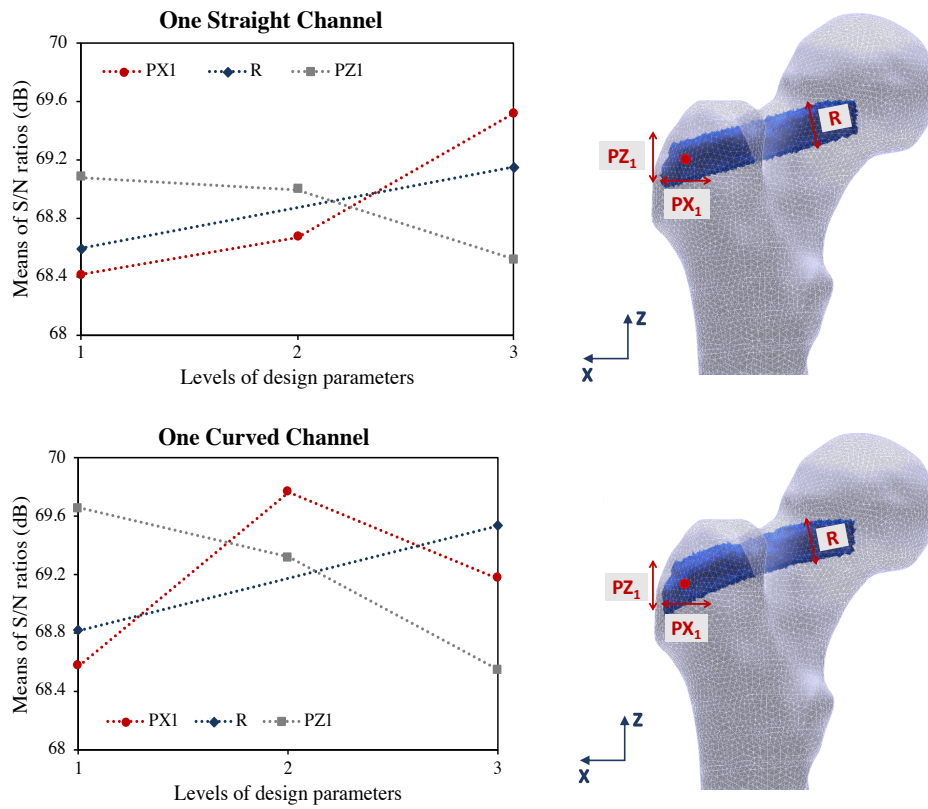 One Straight Channel
70
69.6
69.2
68.8
68.4
68
Means of S/N ratios (dB)
PX1 R PZ1
1 2 3
Levels of design parameters
R
PZ₁
PX₁
Z
X
One Curved Channel
70
69.6
69.2
68.8
68.4
68
Means of S/N ratios (dB)
PX1 R PZ1
1 2 3
Levels of design parameters
R
PZ₁
PX₁
Z
X